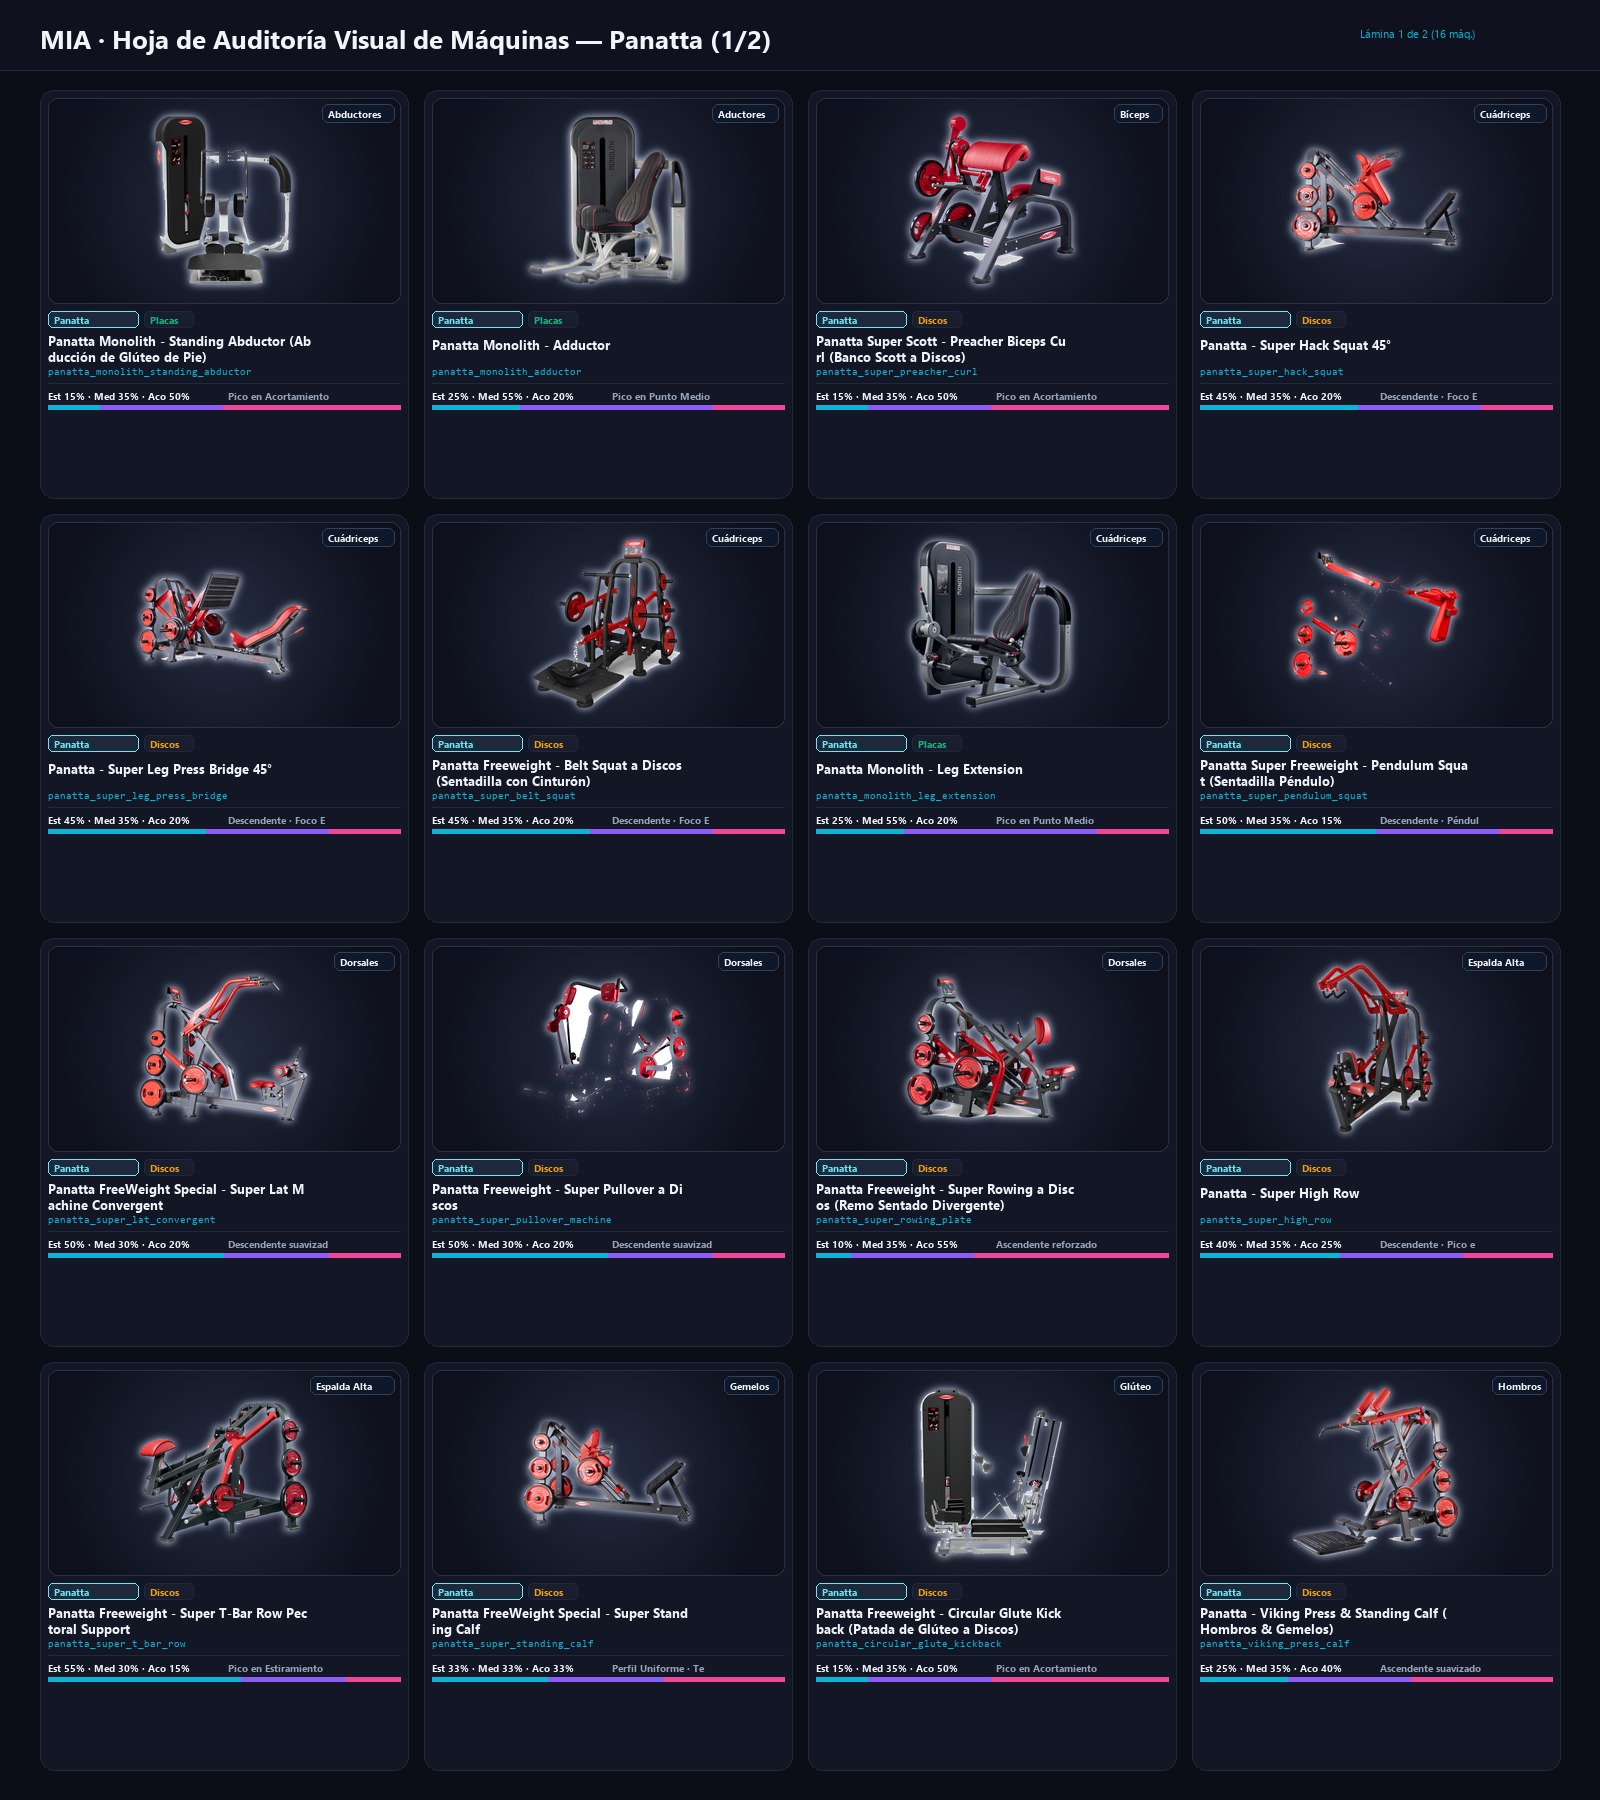 MIA · Hoja de Auditoría Visual de Máquinas — Panatta (1/2)
Lámina 1 de 2 (16 máq.)
Abductores
Panatta
Placas
Panatta Monolith - Standing Abductor (Ab
ducción de Glúteo de Pie)
panatta_monolith_standing_abductor
Est 15% · Med 35% · Aco 50%
Pico en Acortamiento
Aductores
MONOLITH
Panatta
Placas
Panatta Monolith - Adductor
panatta_monolith_adductor
Est 25% · Med 55% · Aco 20%
Pico en Punto Medio
Bíceps
Panatta
Discos
Panatta Super Scott - Preacher Biceps Cu
rl (Banco Scott a Discos)
panatta_super_preacher_curl
Est 15% · Med 35% · Aco 50%
Pico en Acortamiento
Cuádriceps
Panatta
Discos
Panatta - Super Hack Squat 45°
panatta_super_hack_squat
Est 45% · Med 35% · Aco 20%
Descendente · Foco E
Cuádriceps
Panatta
Discos
Panatta - Super Leg Press Bridge 45°
panatta_super_leg_press_bridge
Est 45% · Med 35% · Aco 20%
Descendente · Foco E
Cuádriceps
Panatta
Discos
Panatta Freeweight - Belt Squat a Discos
(Sentadilla con Cinturón)
panatta_super_belt_squat
Est 45% · Med 35% · Aco 20%
Descendente · Foco E
Cuádriceps
MONOLITH
Panatta
Placas
Panatta Monolith - Leg Extension
panatta_monolith_leg_extension
Est 25% · Med 55% · Aco 20%
Pico en Punto Medio
Cuádriceps
Panatta
Discos
Panatta Super Freeweight - Pendulum Squa
t (Sentadilla Péndulo)
panatta_super_pendulum_squat
Est 50% · Med 35% · Aco 15%
Descendente · Péndul
Dorsales
Panatta
Discos
Panatta FreeWeight Special - Super Lat M
achine Convergent
panatta_super_lat_convergent
Est 50% · Med 30% · Aco 20%
Descendente suavizad
Dorsales
Panatta
Discos
Panatta Freeweight - Super Pullover a Di
scos
panatta_super_pullover_machine
Est 50% · Med 30% · Aco 20%
Descendente suavizad
Dorsales
Panatta
Discos
Panatta Freeweight - Super Rowing a Disc
os (Remo Sentado Divergente)
panatta_super_rowing_plate
Est 10% · Med 35% · Aco 55%
Ascendente reforzado
Espalda Alta
Panatta
Discos
Panatta - Super High Row
panatta_super_high_row
Est 40% · Med 35% · Aco 25%
Descendente · Pico e
Espalda Alta
Panatta
Discos
Panatta Freeweight - Super T-Bar Row Pec
toral Support
panatta_super_t_bar_row
Est 55% · Med 30% · Aco 15%
Pico en Estiramiento
Gemelos
Panatta
Discos
Panatta FreeWeight Special - Super Stand
ing Calf
panatta_super_standing_calf
Est 33% · Med 33% · Aco 33%
Perfil Uniforme · Te
Glúteo
Panatta
Discos
Panatta Freeweight - Circular Glute Kick
back (Patada de Glúteo a Discos)
panatta_circular_glute_kickback
Est 15% · Med 35% · Aco 50%
Pico en Acortamiento
Hombros
Panatta
Discos
Panatta - Viking Press & Standing Calf (
Hombros & Gemelos)
panatta_viking_press_calf
Est 25% · Med 35% · Aco 40%
Ascendente suavizado